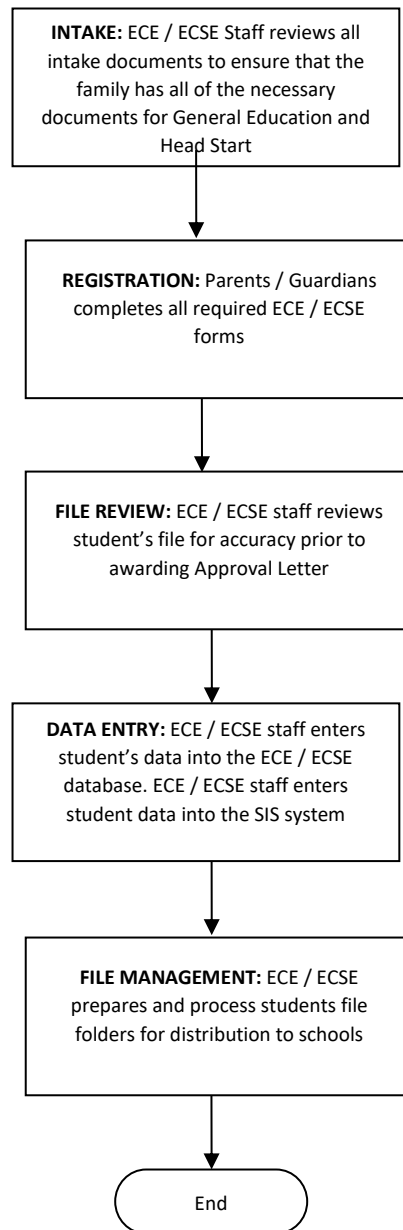 INTAKE: ECE / ECSE Staff reviews all
intake documents to ensure that the
family has all of the necessary
documents for General Education and
Head Start
REGISTRATION: Parents / Guardians
completes all required ECE / ECSE
forms
FILE REVIEW: ECE / ECSE staff reviews
student’s file for accuracy prior to
awarding Approval Letter
DATA ENTRY: ECE / ECSE staff enters
student’s data into the ECE / ECSE
database. ECE / ECSE staff enters
student data into the SIS system
FILE MANAGEMENT: ECE / ECSE
prepares and process students file
folders for distribution to schools
End